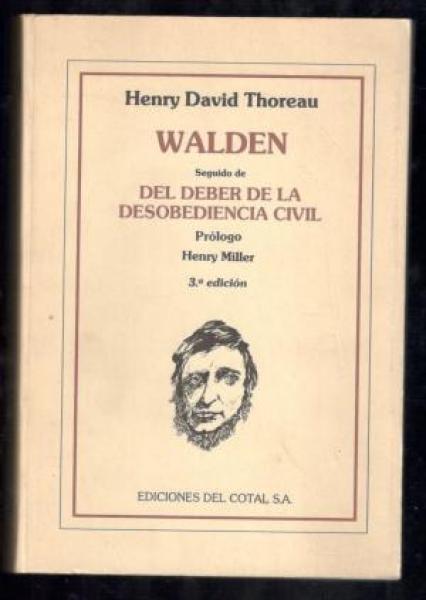 Henry David Thoreau
WALDEN
Seguido de
DEL DEBER DE LA
DESOBEDIENCIA CIVIL
Prólogo
Henry Miller
3.ª edición
EDICIONES DEL COTAL S.A.